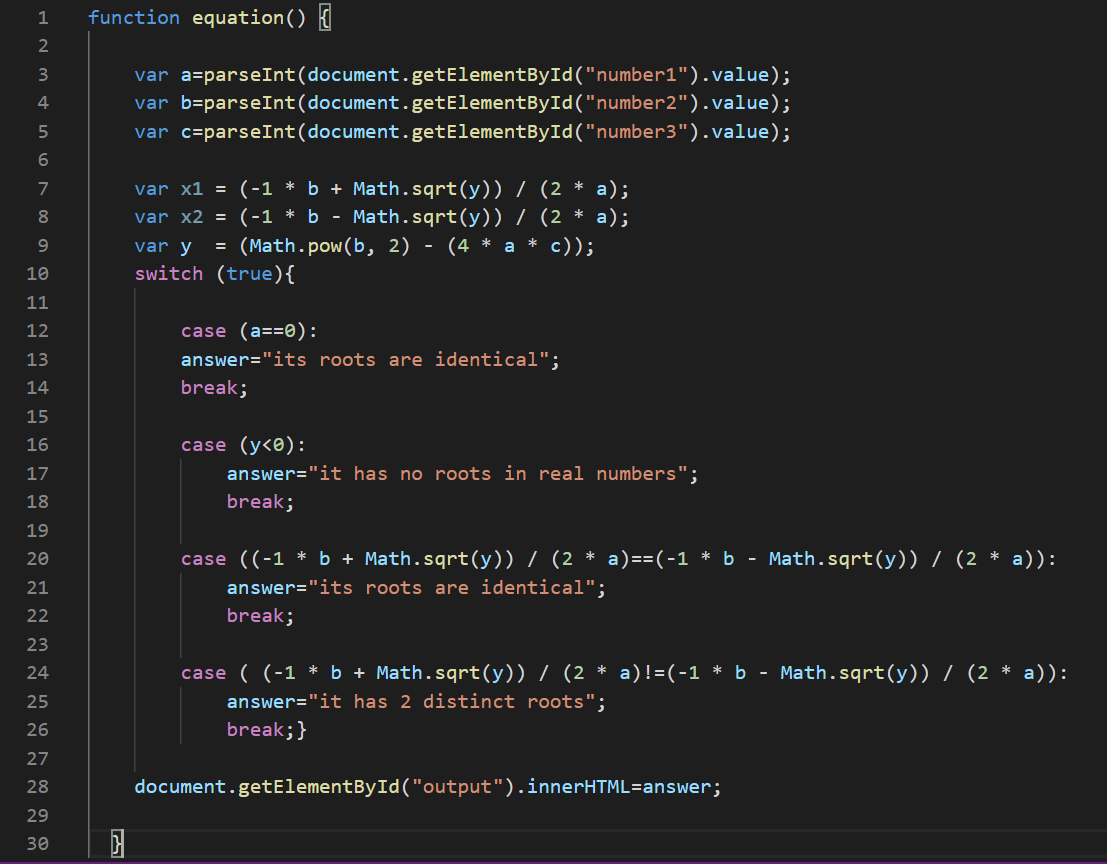 1 function equation() {
2
3 var a=parseInt(document.getElementById("number1").value);
4 var b=parseInt(document.getElementById("number2").value);
5 var c=parseInt(document.getElementById("number3").value);
6
7 var x1 = (-1 * b + Math.sqrt(y)) / (2 * a);
8 var x2 = (-1 * b - Math.sqrt(y)) / (2 * a);
9 var y  = (Math.pow(b, 2) - (4 * a * c));
10 switch (true){
11
12 case (a==0):
13 answer="its roots are identical";
14 break;
15
16 case (y<0):
17 answer="it has no roots in real numbers";
18 break;
19
20 case ((-1 * b + Math.sqrt(y)) / (2 * a)==(-1 * b - Math.sqrt(y)) / (2 * a)):
21 answer="its roots are identical";
22 break;
23
24 case ( (-1 * b + Math.sqrt(y)) / (2 * a)!=(-1 * b - Math.sqrt(y)) / (2 * a)):
25 answer="it has 2 distinct roots";
26 break;}
27
28 document.getElementById("output").innerHTML=answer;
29
30 }